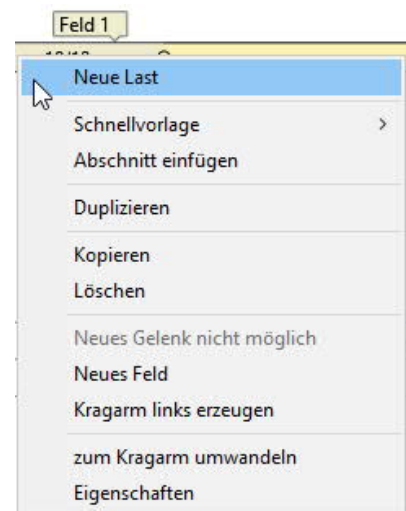 Feld 1
Neue Last
Schnellvorlage
Abschnitt einfügen
Duplizieren
Kopieren
Löschen
Neues Gelenk nicht möglich
Neues Feld
Kragarm links erzeugen
zum Kragarm umwandeln
Eigenschaften